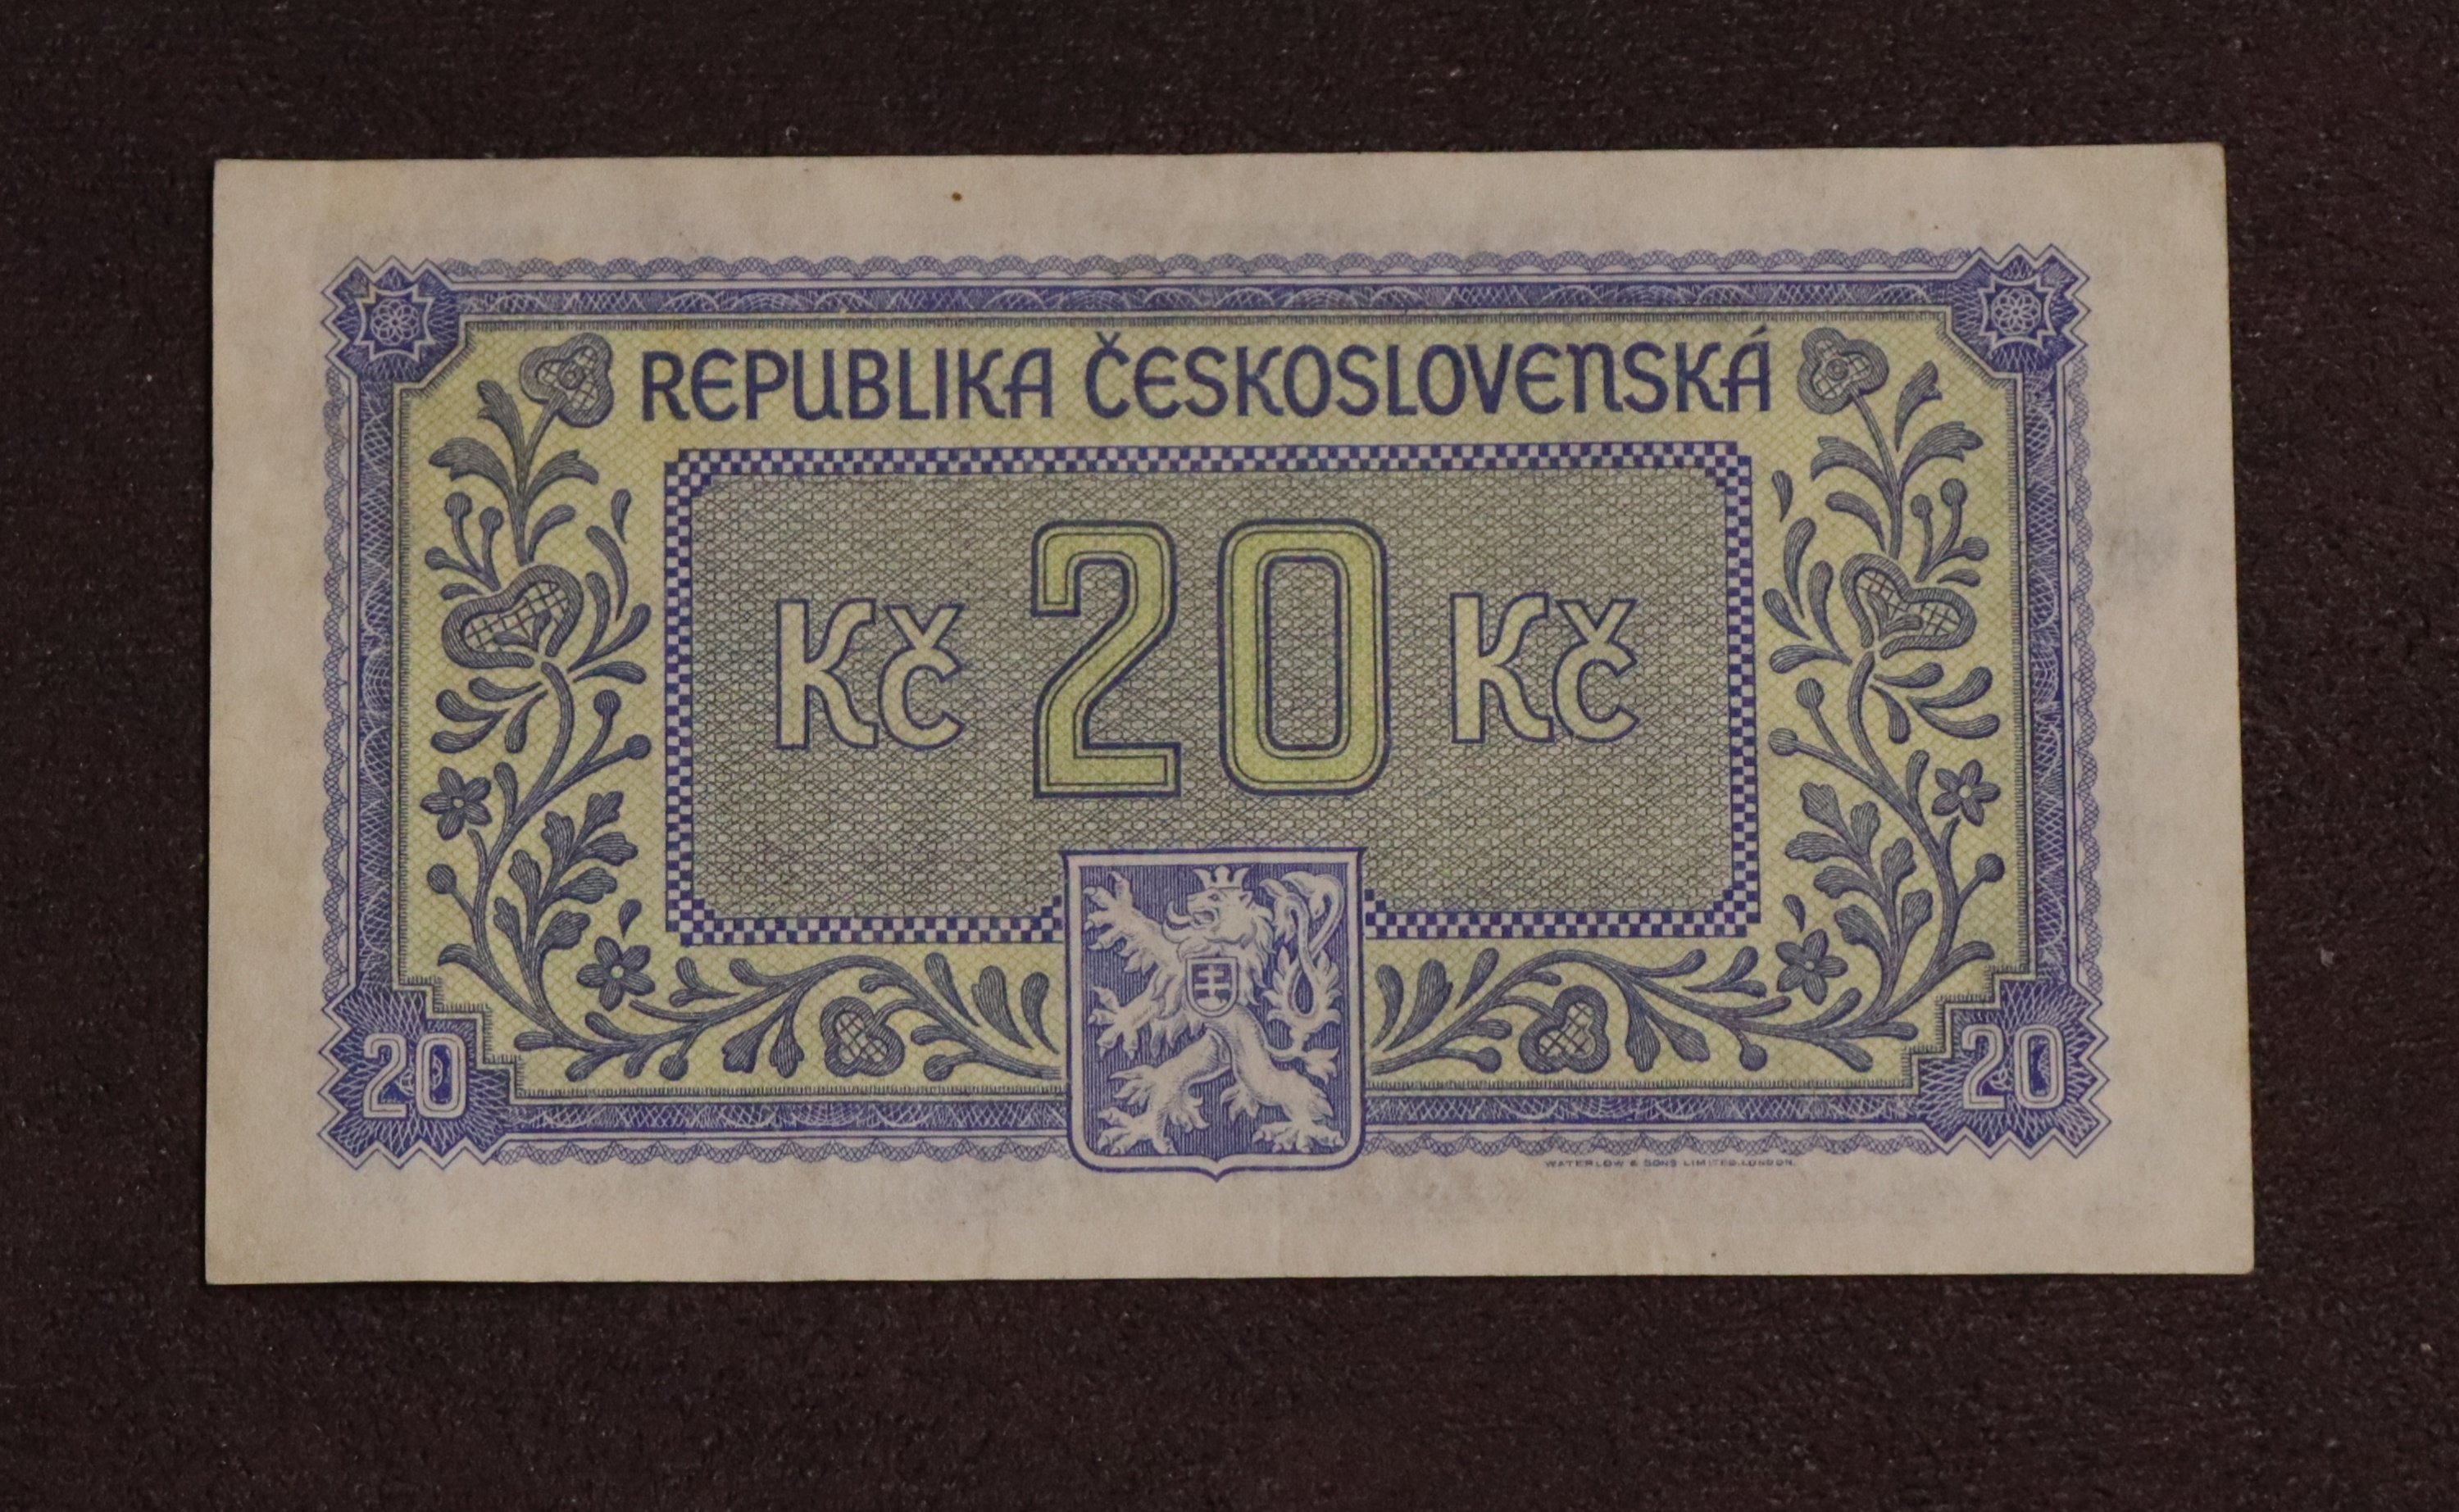 REPUBLIKA ČESKOSLOVENSKÁ
Kč 20 Kč
20 20
WATERLOW & SONS LIMITED. LONDON.